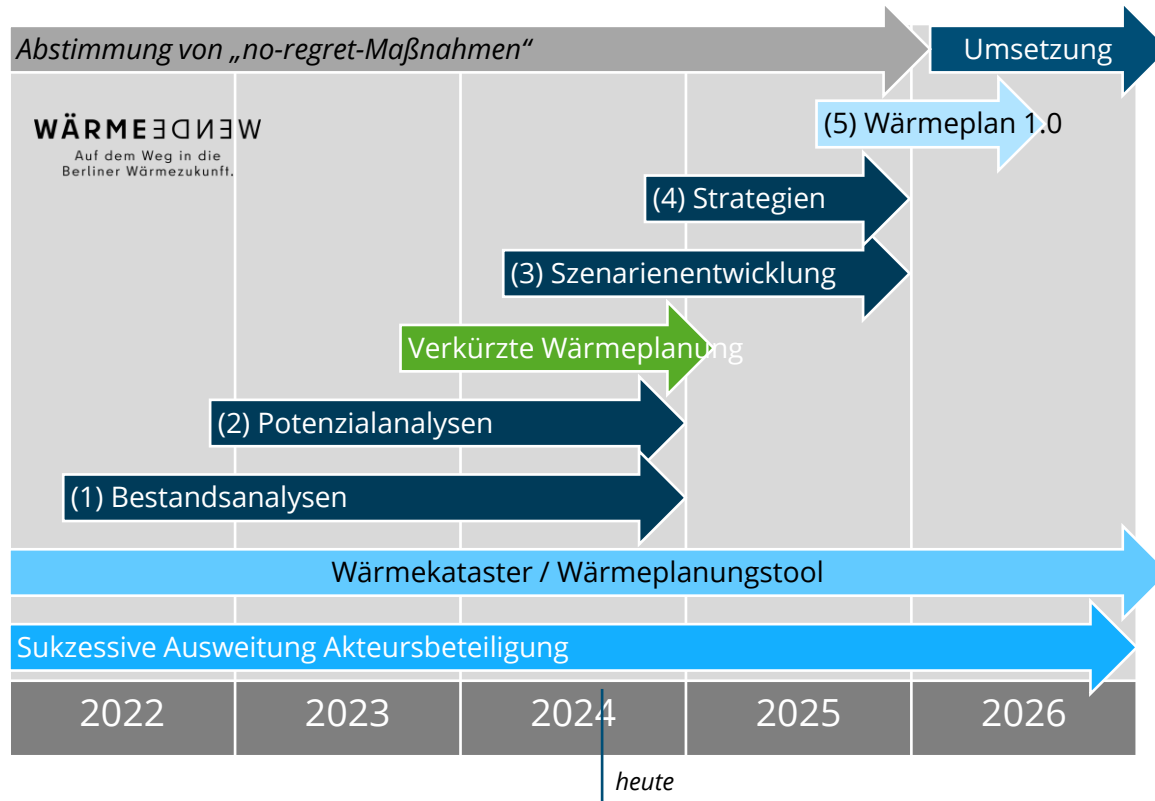 Abstimmung von „no-regret-Maßnahmen“
Umsetzung
(5) Wärmeplan 1.0
WÄRMEWENDE
Auf dem Weg in die
Berliner Wärmezukunft.
(4) Strategien
(3) Szenarienentwicklung
Verkürzte Wärmeplanung
(2) Potenzialanalysen
(1) Bestandsanalysen
Wärmekataster / Wärmeplanungstool
Sukzessive Ausweitung Akteursbeteiligung
2022 2023 2024 2025 2026
heute